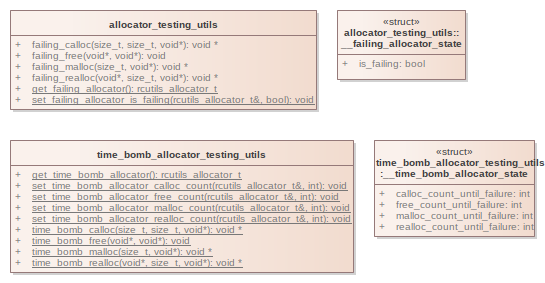 allocator_testing_utils
+ failing_calloc(size_t, size_t, void*): void *
+ failing_free(void*, void*): void
+ failing_malloc(size_t, void*): void *
+ failing_realloc(void*, size_t, void*): void *
+ get_failing_allocator(): rcutils_allocator_t
+ set_failing_allocator_is_failing(rcutils_allocator_t&, bool): void
«struct»
allocator_testing_utils::
__failing_allocator_state
+ is_failing: bool
time_bomb_allocator_testing_utils
+ get_time_bomb_allocator(): rcutils_allocator_t
+ set_time_bomb_allocator_calloc_count(rcutils_allocator_t&, int): void
+ set_time_bomb_allocator_free_count(rcutils_allocator_t&, int): void
+ set_time_bomb_allocator_malloc_count(rcutils_allocator_t&, int): void
+ set_time_bomb_allocator_realloc_count(rcutils_allocator_t&, int): void
+ time_bomb_calloc(size_t, size_t, void*): void *
+ time_bomb_free(void*, void*): void
+ time_bomb_malloc(size_t, void*): void *
+ time_bomb_realloc(void*, size_t, void*): void *
«struct»
time_bomb_allocator_testing_utils
:__time_bomb_allocator_state
+ calloc_count_until_failure: int
+ free_count_until_failure: int
+ malloc_count_until_failure: int
+ realloc_count_until_failure: int